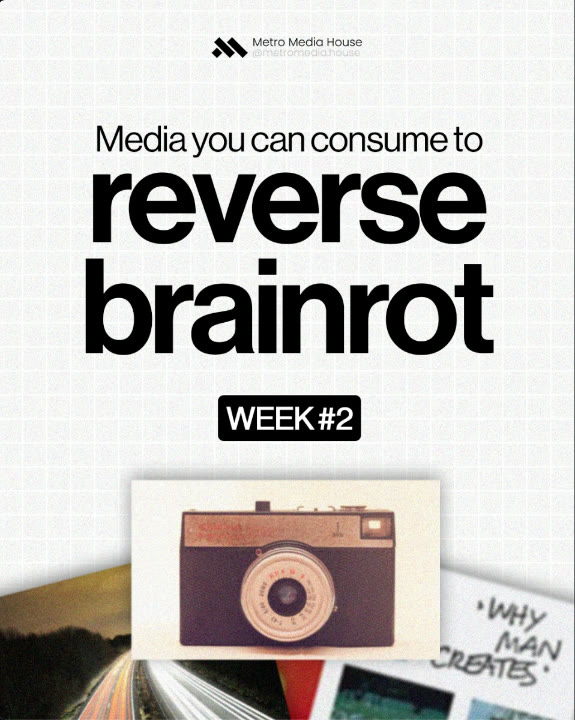 Metro Media House
@metromedia.house
Media you can consume to
reverse
brainrot
WEEK #2
"WHY
MAN
CREATES"